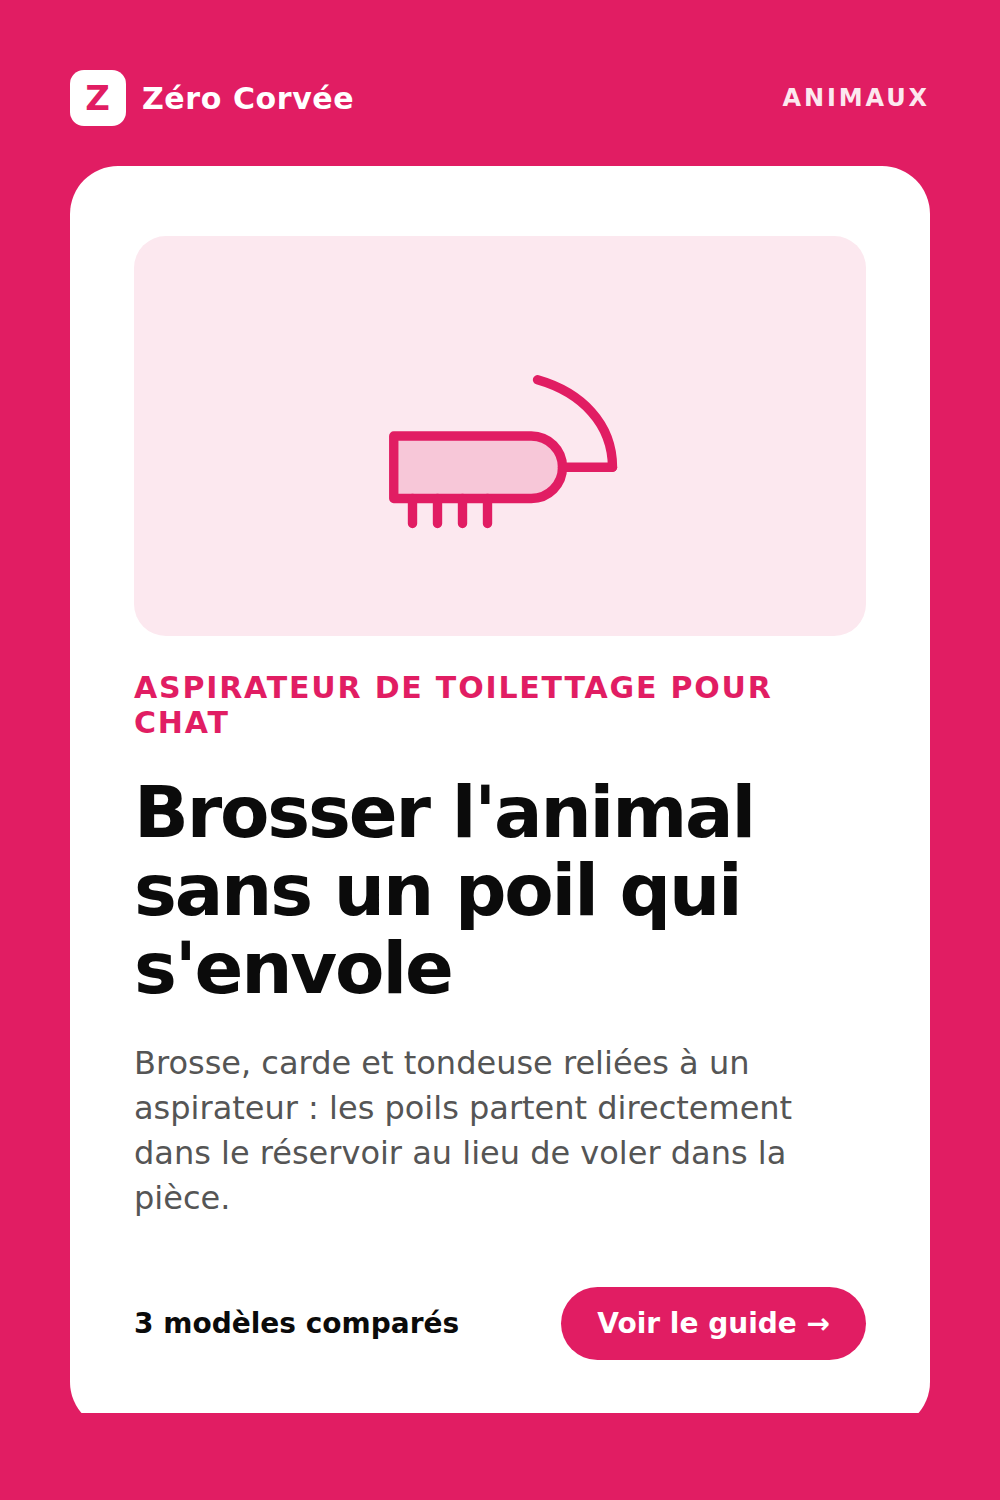 Z Zéro Corvée
ANIMAUX
ASPIRATEUR DE TOILETTAGE POUR
CHAT
Brosser l'animal
sans un poil qui
s'envole
Brosse, carde et tondeuse reliées à un
aspirateur : les poils partent directement
dans le réservoir au lieu de voler dans la
pièce.
3 modèles comparés
Voir le guide →